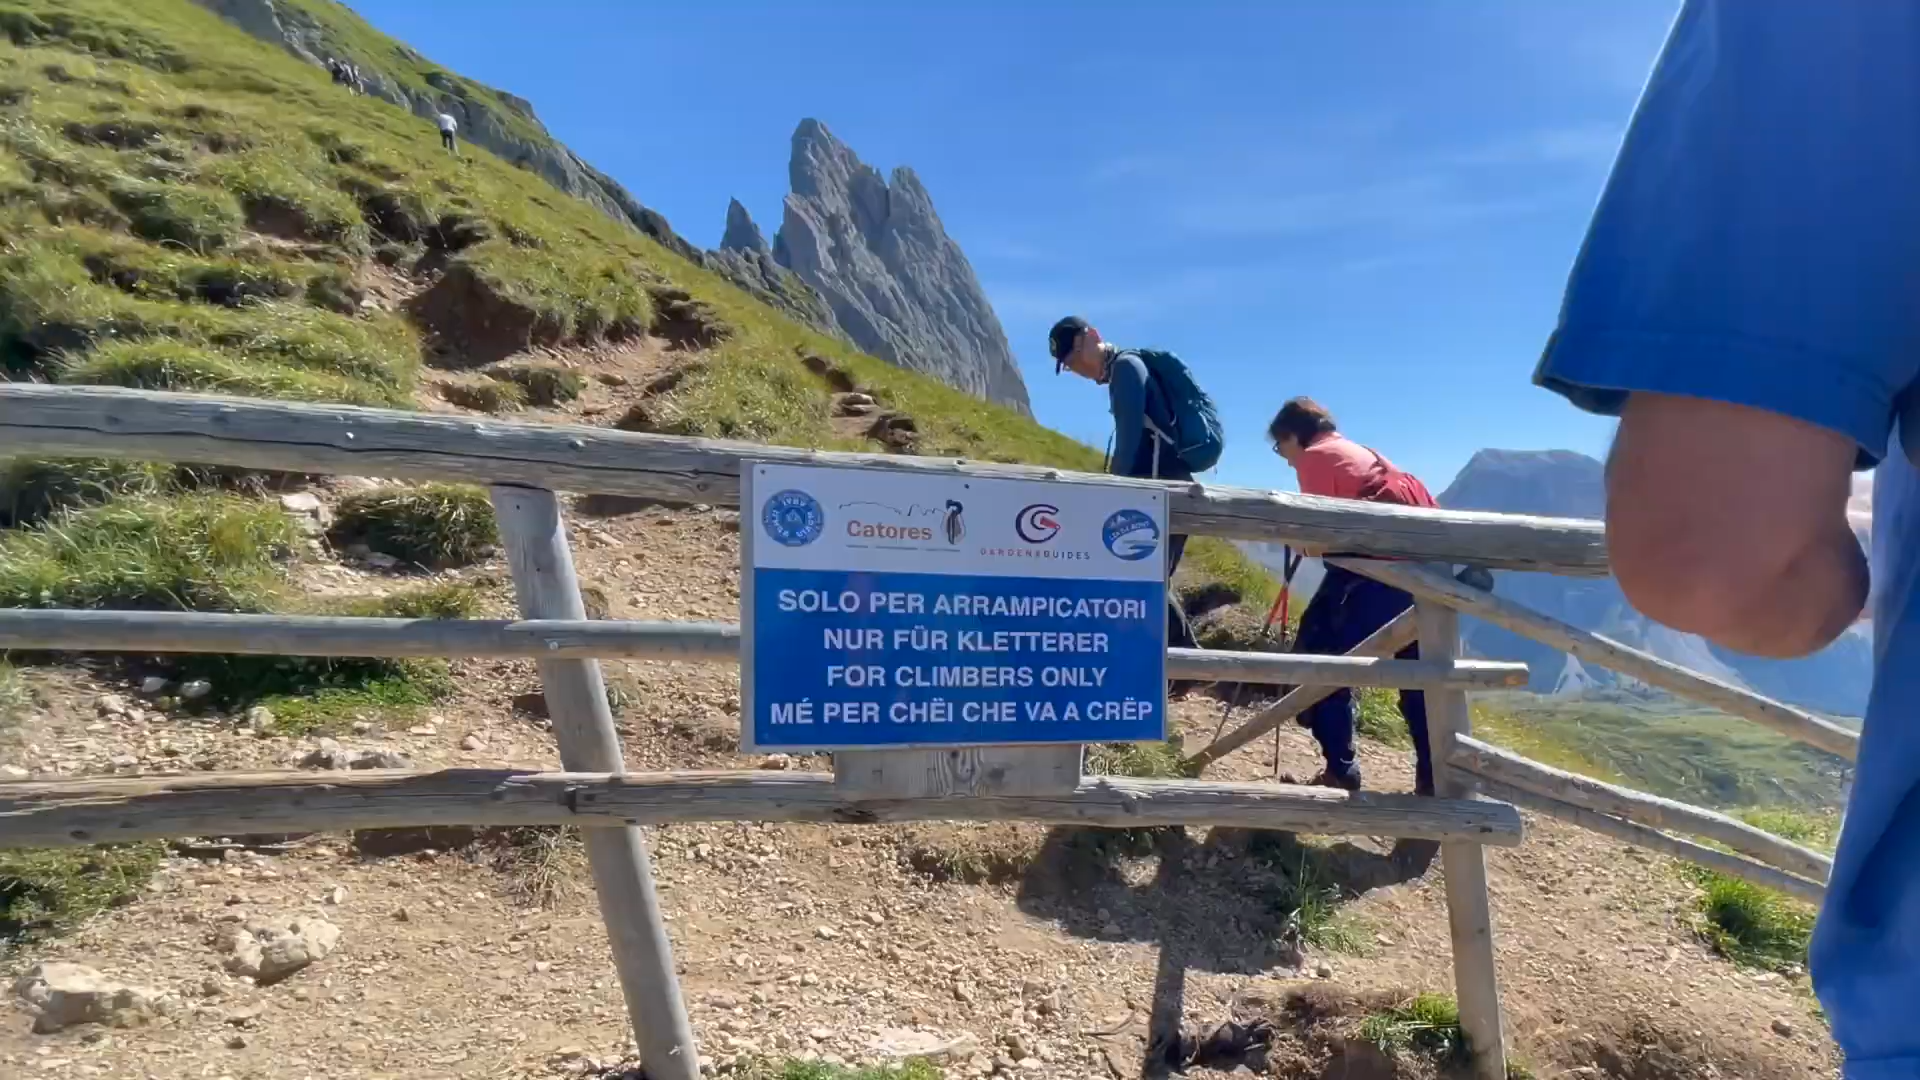 Catores
GARDENAGUIDES
SOLO PER ARRAMPICATORI
NUR FÜR KLETTERER
FOR CLIMBERS ONLY
MÉ PER CHËI CHE VA A CRËP